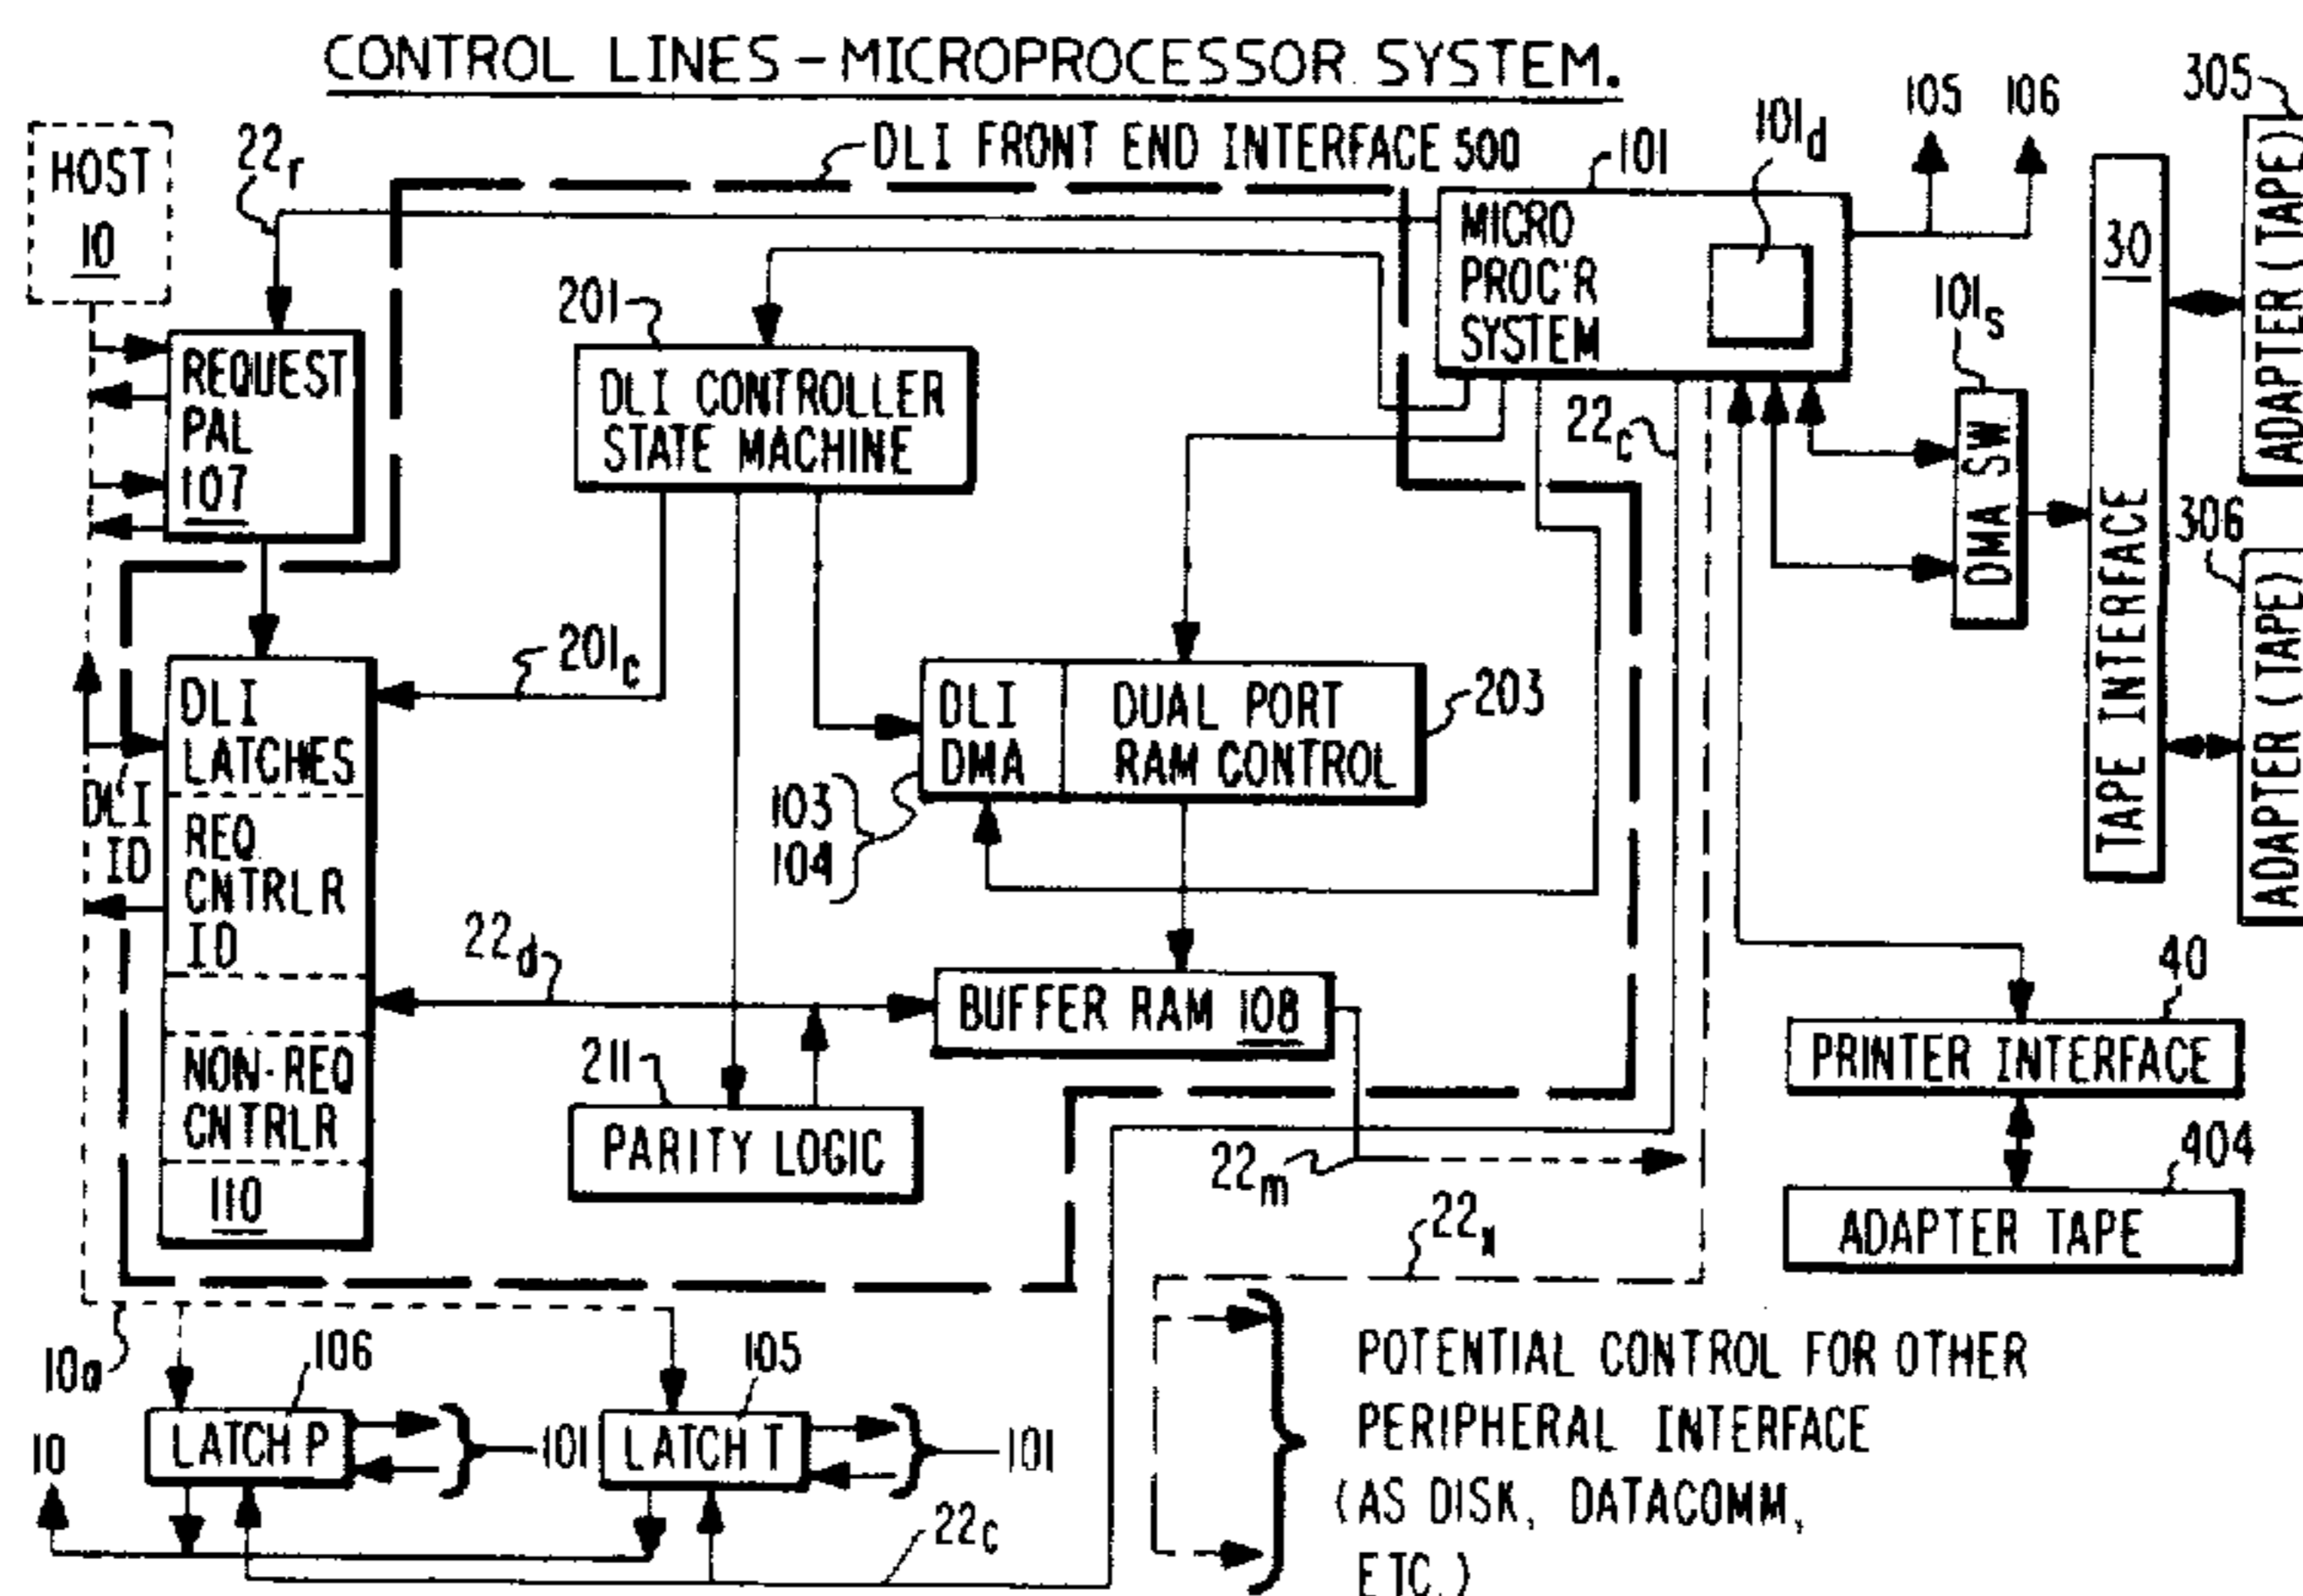 CONTROL LINES - MICROPROCESSOR SYSTEM.
HOST
10
22r
DLI FRONT END INTERFACE 500
101
101d
105
106
305
MICRO
PROC'R
SYSTEM
30
TAPE INTERFACE
ADAPTER (TAPE)
201
101s
REQUEST
PAL
107
DLI CONTROLLER
STATE MACHINE
22c
DMA SW
306
ADAPTER (TAPE)
201c
DLI
LATCHES
DLI
DMA
DUAL PORT
RAM CONTROL
203
DLI
ID
REQ
CNTRLR
ID
103
104
22d
40
BUFFER RAM 108
PRINTER INTERFACE
NON-REQ
CNTRLR
211
PARITY LOGIC
22m
404
110
ADAPTER TAPE
22x
10a
106
105
POTENTIAL CONTROL FOR OTHER
PERIPHERAL INTERFACE
(AS DISK, DATACOMM,
ETC.)
10
LATCH P
101
LATCH T
101
22c